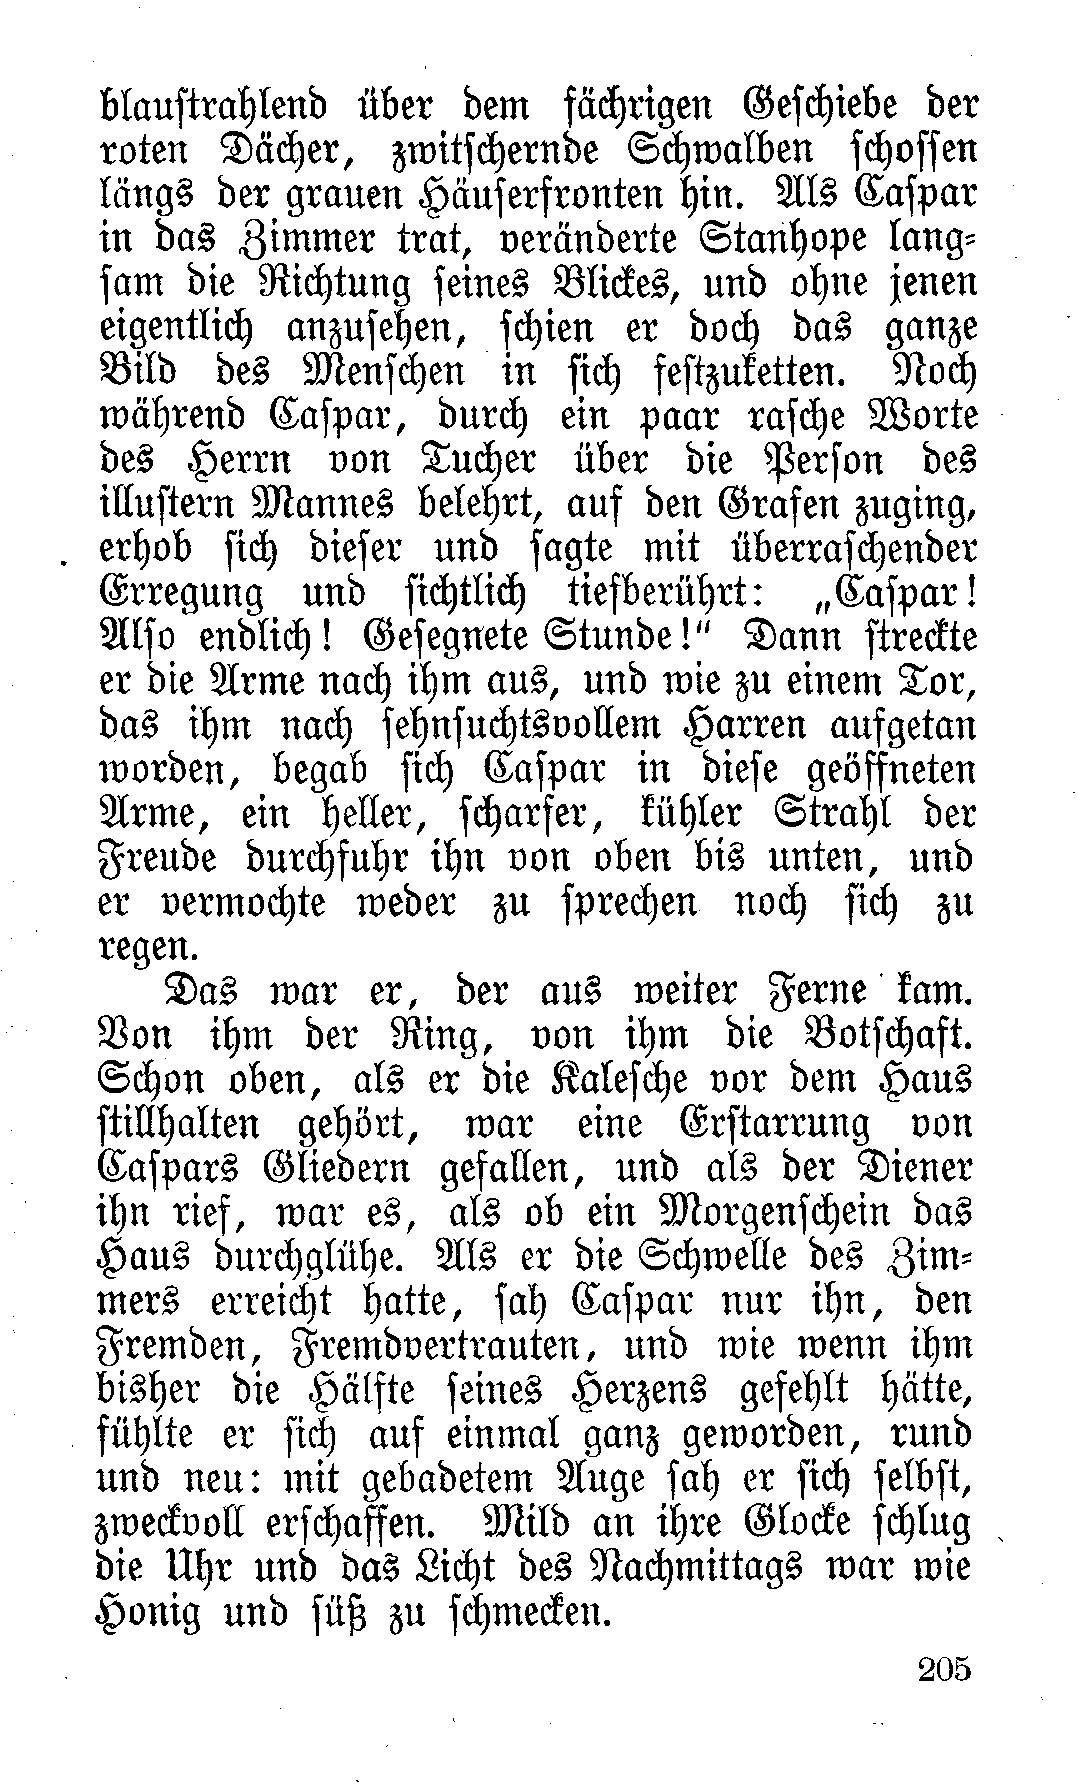 blaustrahlend über dem fächrigen Geschiebe der
roten Dächer, zwitschernde Schwalben schossen
längs der grauen Häuserfronten hin. Als Caspar
in das Zimmer trat, veränderte Stanhope lang-
sam die Richtung seines Blickes, und ohne jenen
eigentlich anzusehen, schien er doch das ganze
Bild des Menschen in sich festzuketten. Noch
während Caspar, durch ein paar rasche Worte
des Herrn von Tucher über die Person des
illustern Mannes belehrt, auf den Grafen zuging,
erhob sich dieser und sagte mit überraschender
Erregung und sichtlich tiefberührt: „Caspar!
Also endlich! Gesegnete Stunde!“ Dann streckte
er die Arme nach ihm aus, und wie zu einem Tor,
das ihm nach sehnsuchtsvollem Harren aufgetan
worden, begab sich Caspar in diese geöffneten
Arme, ein heller, scharfer, kühler Strahl der
Freude durchfuhr ihn von oben bis unten, und
er vermochte weder zu sprechen noch sich zu
regen.
Das war er, der aus weiter Ferne kam.
Von ihm der Ring, von ihm die Botschaft.
Schon oben, als er die Kalesche vor dem Haus
stillhalten gehört, war eine Erstarrung von
Caspars Gliedern gefallen, und als der Diener
ihn rief, war es, als ob ein Morgenschein das
Haus durchglühe. Als er die Schwelle des Zim-
mers erreicht hatte, sah Caspar nur ihn, den
Fremden, Fremdvertrauten, und wie wenn ihm
bisher die Hälfte seines Herzens gefehlt hätte,
fühlte er sich auf einmal ganz geworden, rund
und neu: mit gebadetem Auge sah er sich selbst,
zweckvoll erschaffen. Mild an ihre Glocke schlug
die Uhr und das Licht des Nachmittags war wie
Honig und süß zu schmecken.
205